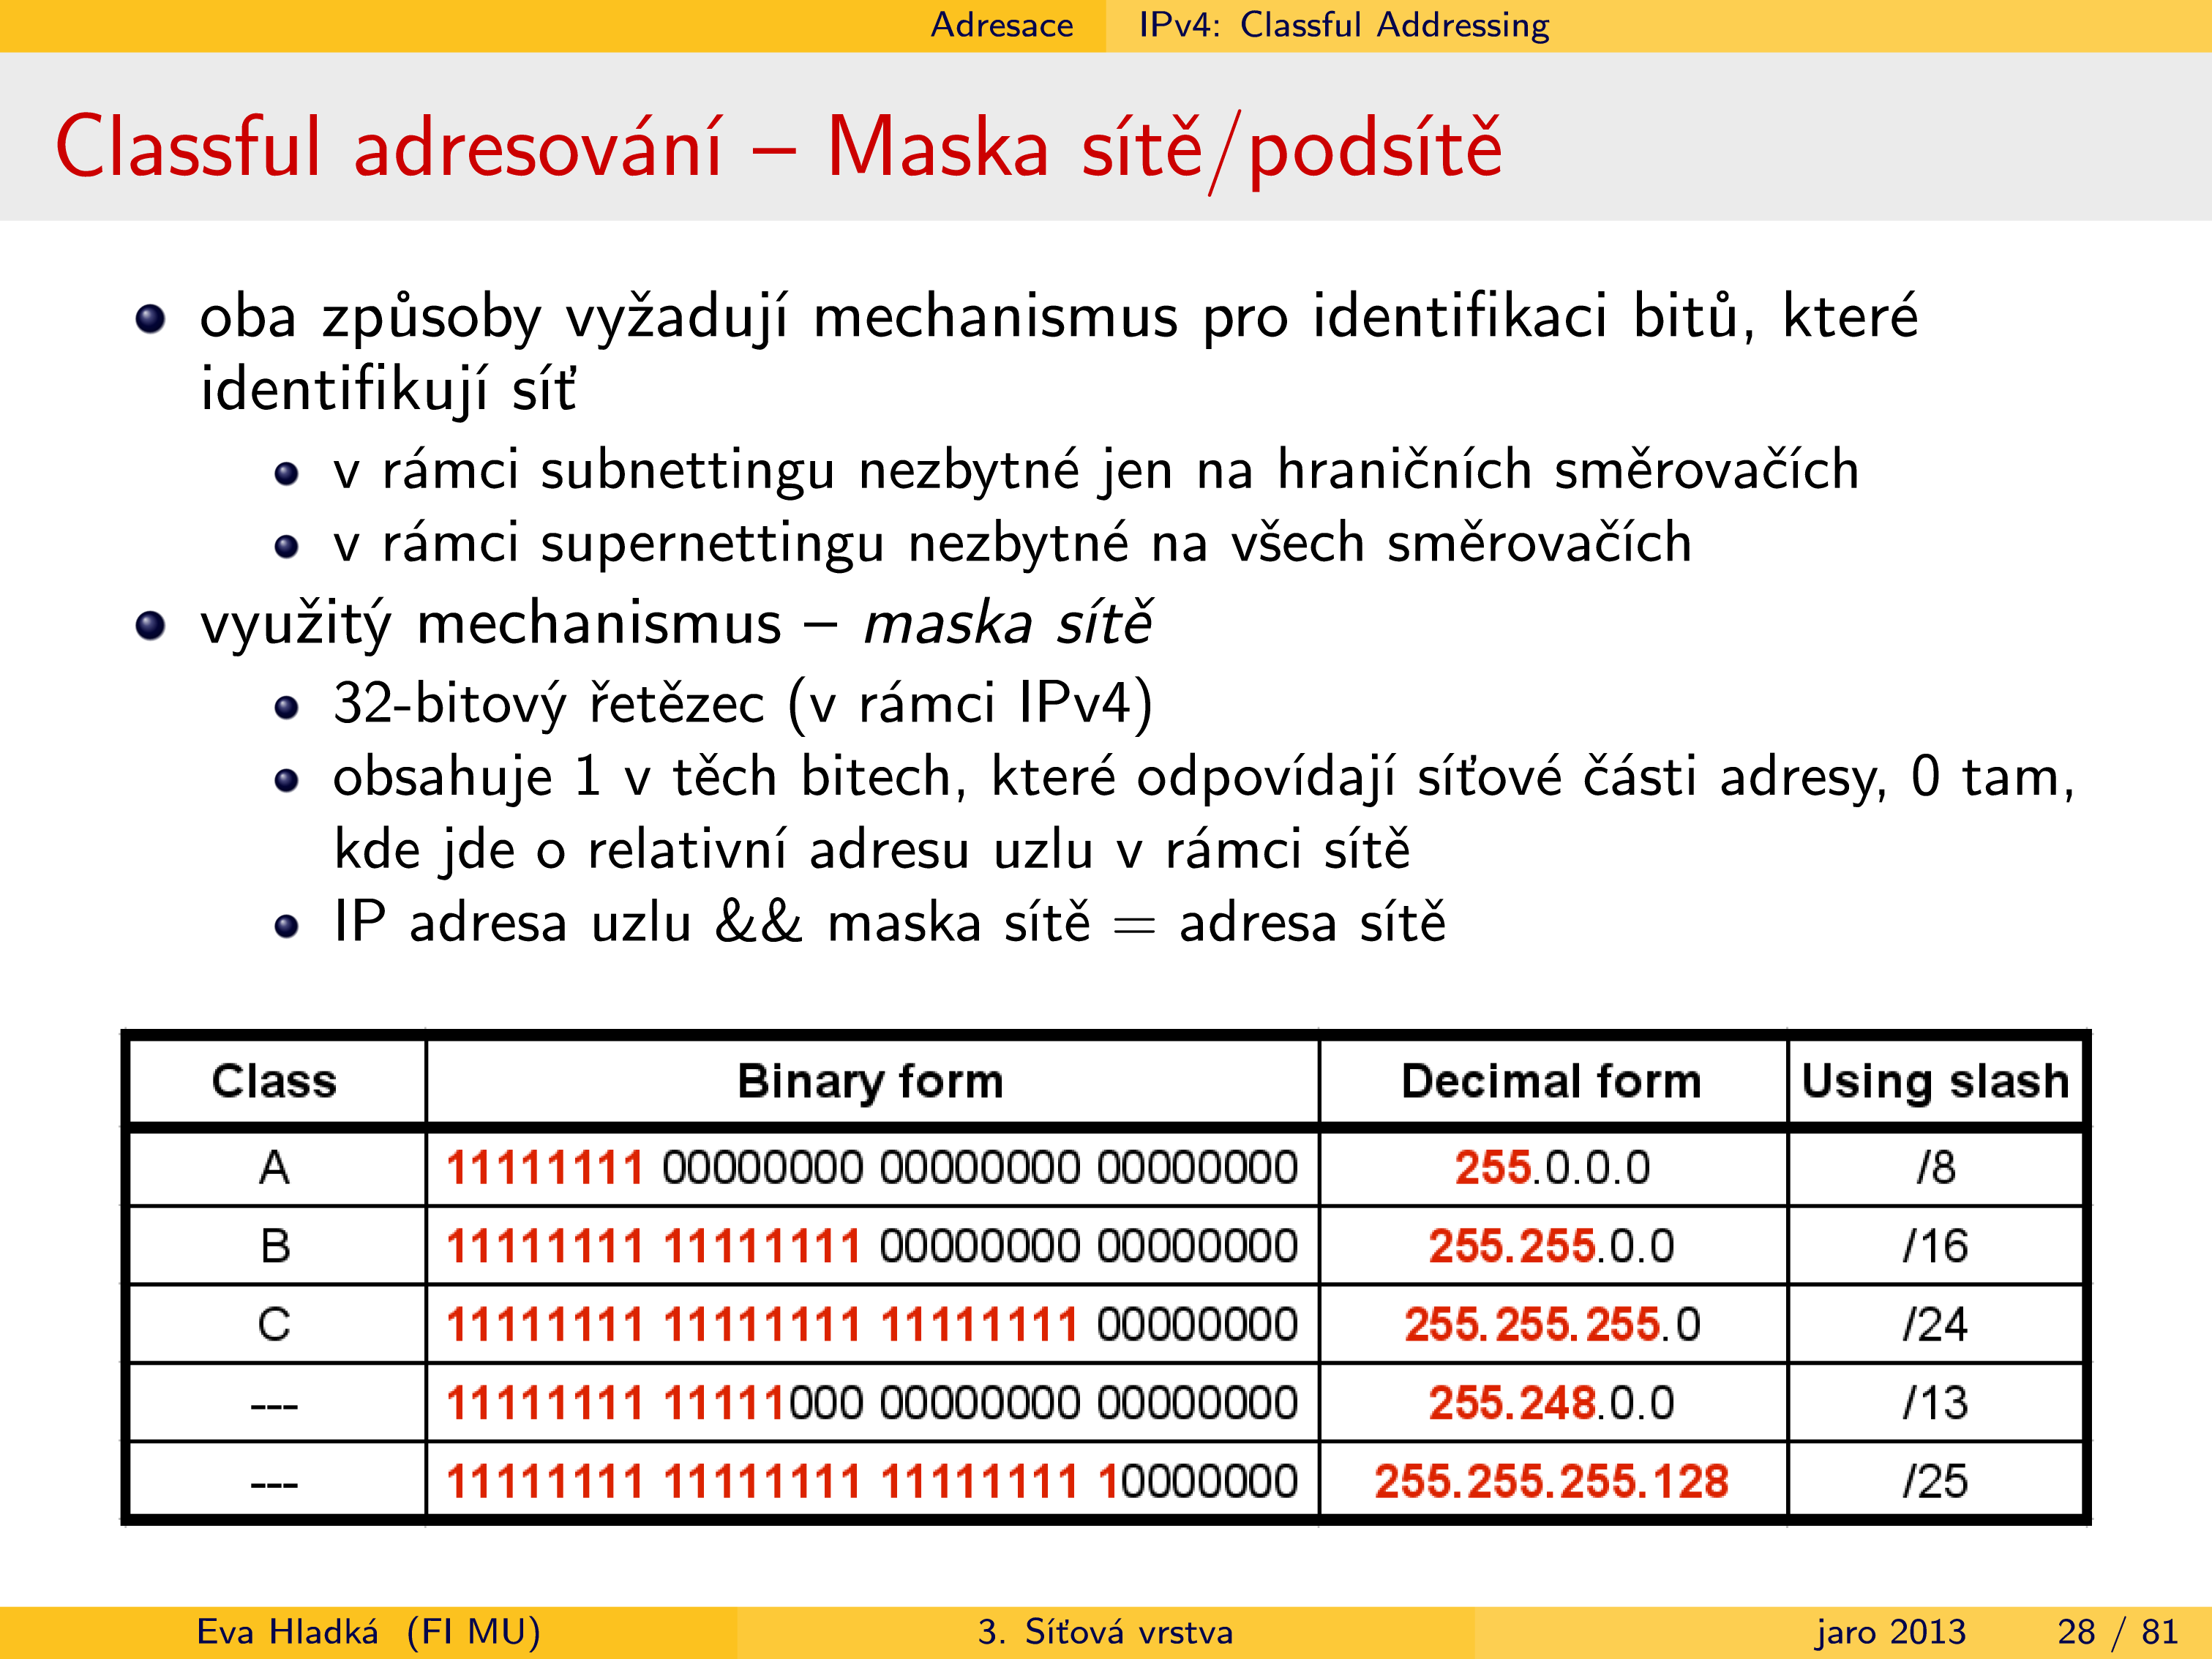 Adresace IPv4: Classful Addressing
Classful adresování – Maska sítě/podsítě
oba způsoby vyžadují mechanismus pro identifikaci bitů, které
identifikují síť
v rámci subnettingu nezbytné jen na hraničních směrovačích
v rámci supernettingu nezbytné na všech směrovačích
využitý mechanismus – maska sítě
32-bitový řetězec (v rámci IPv4)
obsahuje 1 v těch bitech, které odpovídají síťové části adresy, 0 tam,
kde jde o relativní adresu uzlu v rámci sítě
IP adresa uzlu && maska sítě = adresa sítě
Class Binary form Decimal form Using slash
A 11111111 00000000 00000000 00000000 255.0.0.0 /8
B 11111111 11111111 00000000 00000000 255.255.0.0 /16
C 11111111 11111111 11111111 00000000 255.255.255.0 /24
--- 11111111 11111000 00000000 00000000 255.248.0.0 /13
--- 11111111 11111111 11111111 10000000 255.255.255.128 /25
Eva Hladká (FI MU) 3. Síťová vrstva jaro 2013 28 / 81